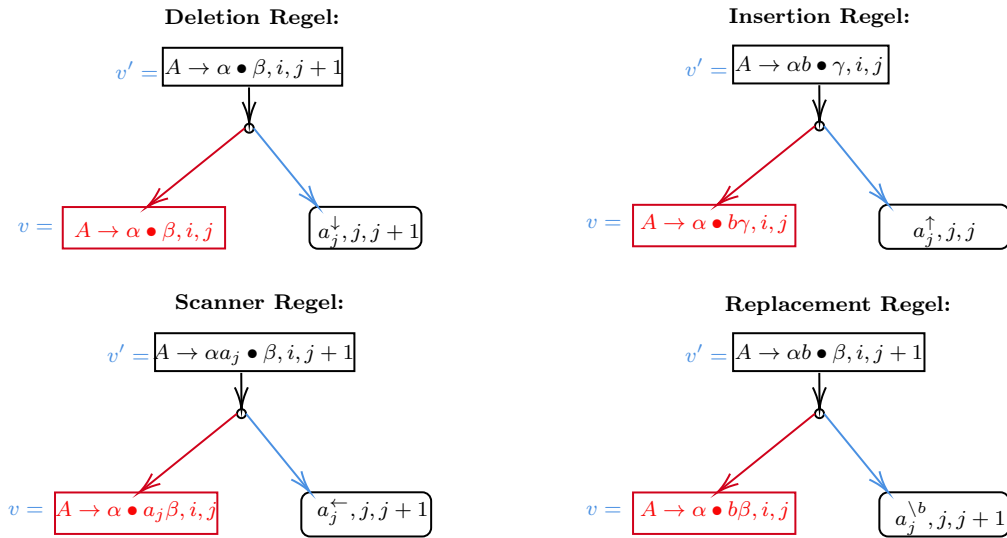 Deletion Regel:
v' = A → α • β, i, j + 1
v = A → α • β, i, j
a_j^↓, j, j + 1
Insertion Regel:
v' = A → αb • γ, i, j
v = A → α • bγ, i, j
a_j^↑, j, j
Scanner Regel:
v' = A → αa_j • β, i, j + 1
v = A → α • a_jβ, i, j
a_j^←, j, j + 1
Replacement Regel:
v' = A → αb • β, i, j + 1
v = A → α • bβ, i, j
a_j^{\b}, j, j + 1